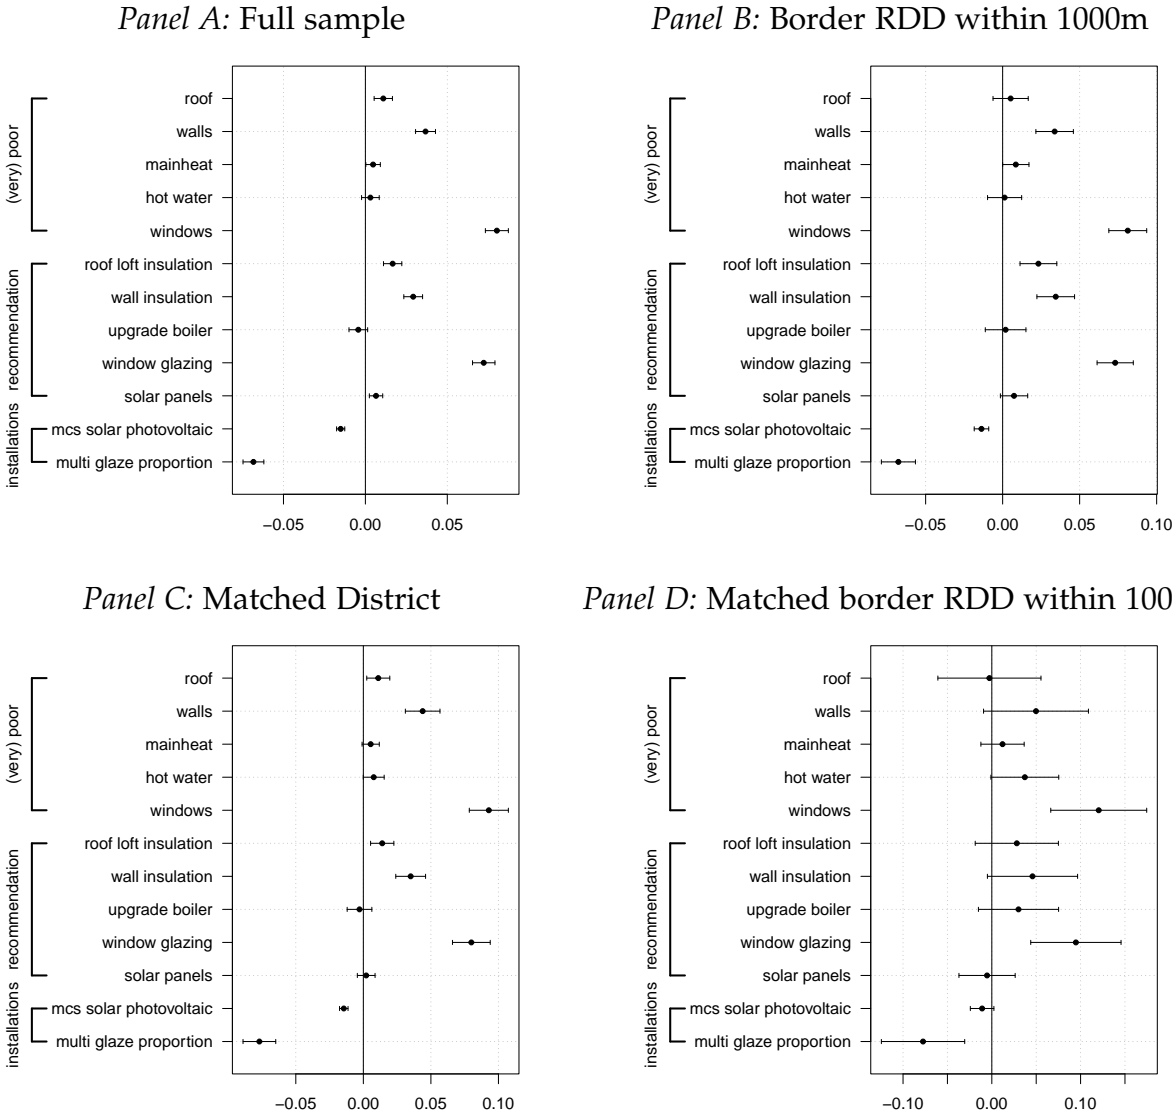 Panel A: Full sample
(very) poor
recommendation
installations
roof
walls
mainheat
hot water
windows
roof loft insulation
wall insulation
upgrade boiler
window glazing
solar panels
mcs solar photovoltaic
multi glaze proportion
−0.05 0.00 0.05
Panel B: Border RDD within 1000m
(very) poor
recommendation
installations
roof
walls
mainheat
hot water
windows
roof loft insulation
wall insulation
upgrade boiler
window glazing
solar panels
mcs solar photovoltaic
multi glaze proportion
−0.05 0.00 0.05 0.10
Panel C: Matched District
(very) poor
recommendation
installations
roof
walls
mainheat
hot water
windows
roof loft insulation
wall insulation
upgrade boiler
window glazing
solar panels
mcs solar photovoltaic
multi glaze proportion
−0.05 0.00 0.05 0.10
Panel D: Matched border RDD within 100
(very) poor
recommendation
installations
roof
walls
mainheat
hot water
windows
roof loft insulation
wall insulation
upgrade boiler
window glazing
solar panels
mcs solar photovoltaic
multi glaze proportion
−0.10 0.00 0.10